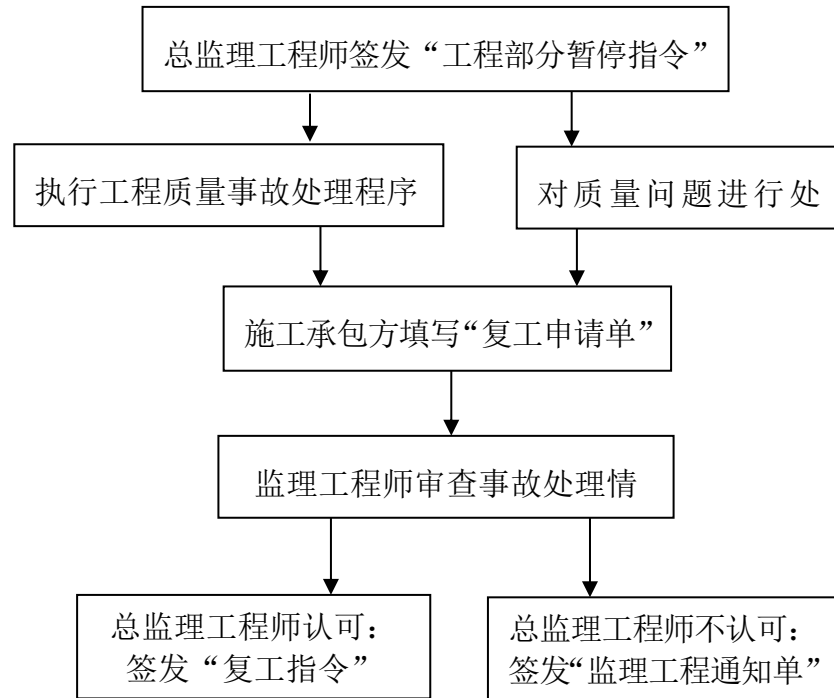 总监理工程师签发“工程部分暂停指令”
执行工程质量事故处理程序
对质量问题进行处
施工承包方填写“复工申请单”
监理工程师审查事故处理情
总监理工程师认可：
签发“复工指令”
总监理工程师不认可：
签发“监理工程通知单”